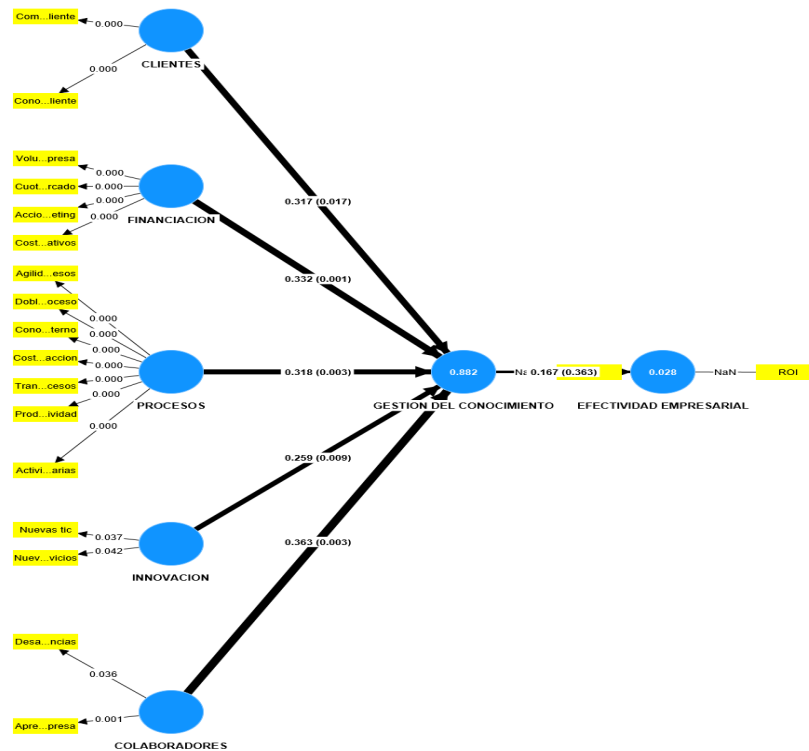 Com...liente
0.000
0.000
Cono...liente
CLIENTES
0.317 (0.017)
Volu...presa
0.000
Cuot...rcado
0.000
Accio...eting
0.000
Cost...ativos
0.000
FINANCIACION
0.332 (0.001)
Agilid...esos
0.000
Dobl...oceso
0.000
Cono...terno
0.000
Cost...accion
0.000
Tran...cesos
0.000
Prod...ividad
0.000
Activi...arias
0.000
PROCESOS
0.318 (0.003)
0.882
GESTION DEL CONOCIMIENTO
0.167 (0.363)
0.028
EFECTIVIDAD EMPRESARIAL
NaN
ROI
Nuevas tic
0.037
Nuev...vicios
0.042
INNOVACION
0.259 (0.009)
Desa...ncias
0.036
Apre...presa
0.001
COLABORADORES
0.363 (0.003)